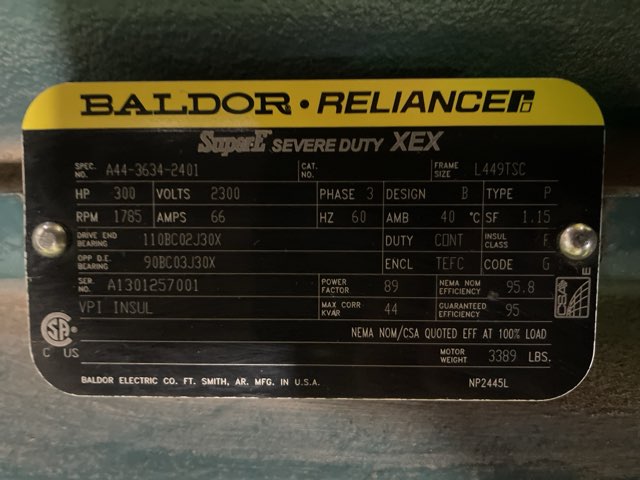 BALDOR • RELIANCE
Super-E SEVERE DUTY XEX
SPEC. NO. A44-3634-2401 CAT. NO. FRAME SIZE L449TSC
HP 300 VOLTS 2300 PHASE 3 DESIGN B TYPE P
RPM 1785 AMPS 66 HZ 60 AMB 40 °C SF 1.15
DRIVE END BEARING 110BC02J30X DUTY CONT INSUL CLASS F
OPP D.E. BEARING 90BC03J30X ENCL TEFC CODE G
SER. NO. A1301257001 POWER FACTOR 89 NEMA NOM EFFICIENCY 95.8
VPI INSUL MAX CORR KVAR 44 GUARANTEED EFFICIENCY 95
NEMA NOM/CSA QUOTED EFF AT 100% LOAD
MOTOR WEIGHT 3389 LBS.
BALDOR ELECTRIC CO. FT. SMITH, AR. MFG. IN U.S.A. NP2445L
C US
CSA E